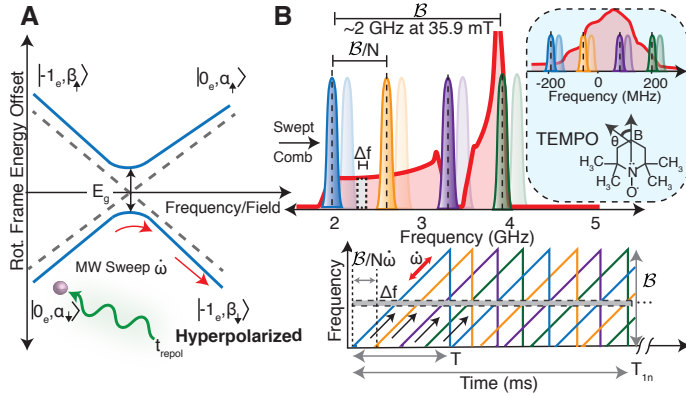 A
Rot. Frame Energy Offset
|-1e,β↑⟩
|0e,α↑⟩
Eg
Frequency/Field
MW Sweep ω̇
|0e,α↓⟩
|-1e,β↓⟩
Hyperpolarized
trepol
B
ℬ
~2 GHz at 35.9 mT
ℬ/N
Swept
Comb
Δf
2
3
4
5
Frequency (GHz)
-200
0
200
Frequency (MHz)
TEMPO
θ
B
H₃C
CH₃
H₃C
N
CH₃
O·
ℬ/Nω̇
ω̇
Δf
Frequency
ℬ
T
T1n
Time (ms)